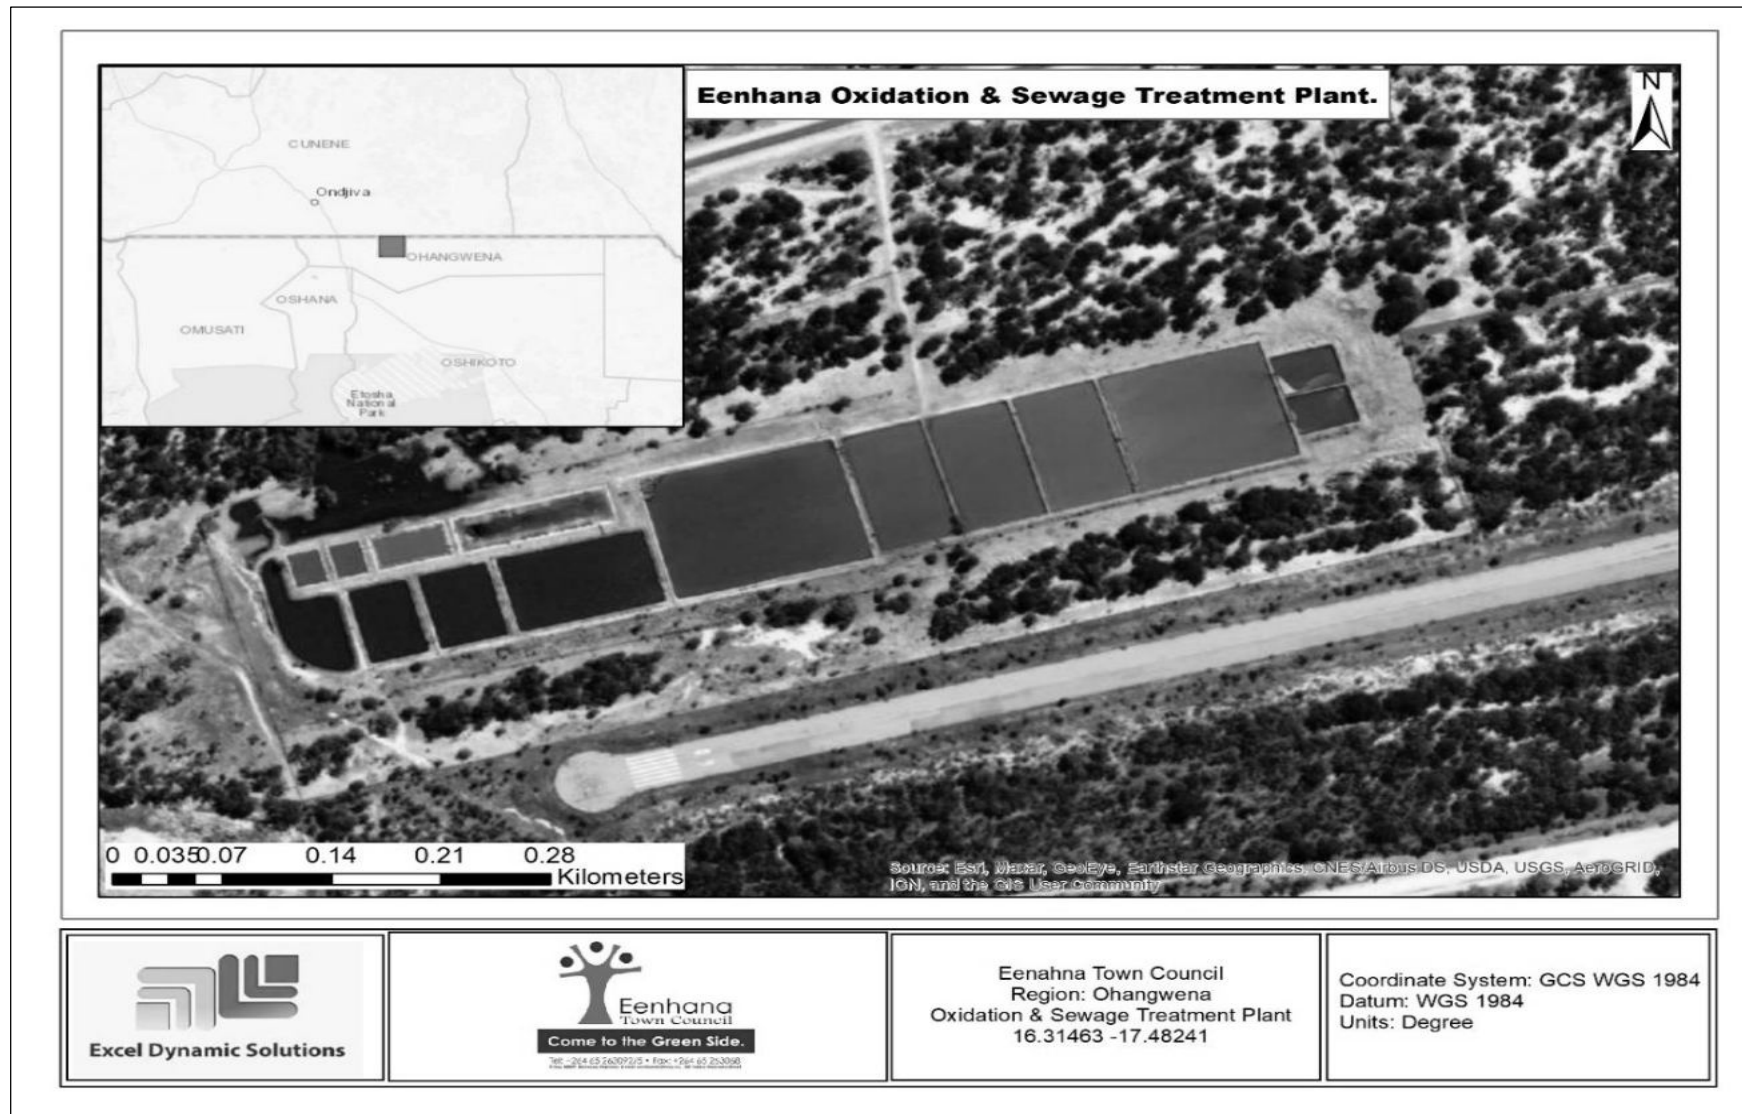 Eenhana Oxidation & Sewage Treatment Plant.
N
CUNENE
Ondjiva
OHANGWENA
OSHANA
OMUSATI
OSHIKOTO
Etosha
National
Park
0 0.035 0.07 0.14 0.21 0.28
Kilometers
Source: Esri, Maxar, GeoEye, Earthstar Geographics, CNES/Airbus DS, USDA, USGS, AeroGRID,
IGN, and the GIS User Community
Excel Dynamic Solutions
Eenhana
Town Council
Come to the Green Side.
Eenahna Town Council
Region: Ohangwena
Oxidation & Sewage Treatment Plant
16.31463 -17.48241
Coordinate System: GCS WGS 1984
Datum: WGS 1984
Units: Degree